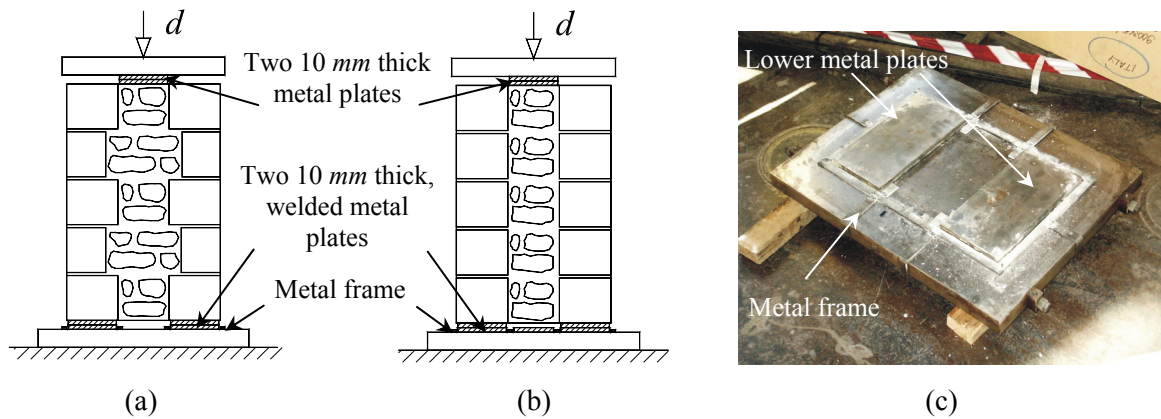 d
d
Two 10 mm thick
metal plates
Two 10 mm thick,
welded metal
plates
Metal frame
Lower metal plates
Metal frame
ITALY
(a)
(b)
(c)